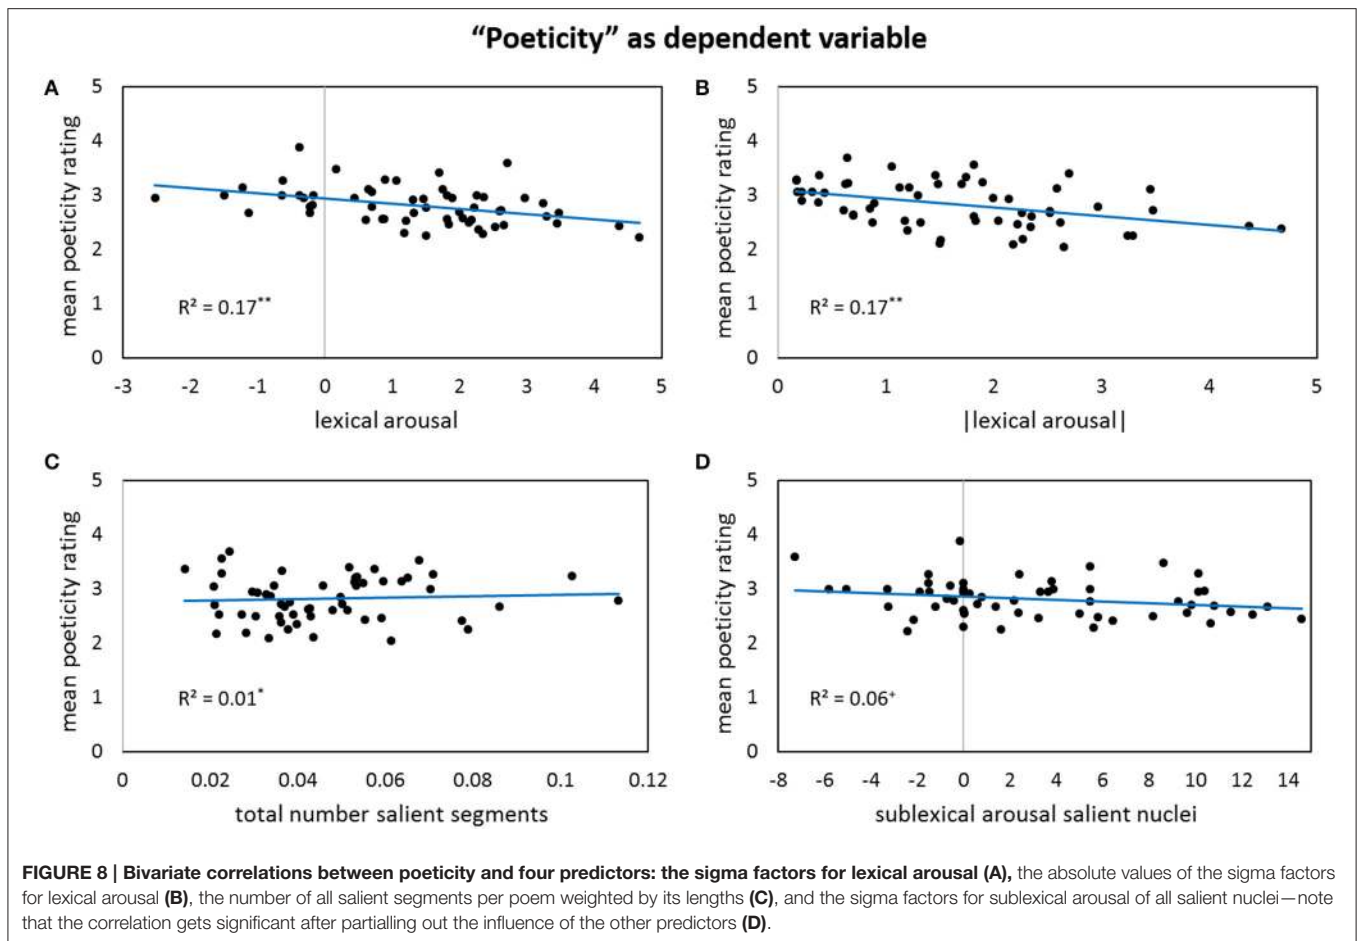 “Poeticity” as dependent variable
A
mean poeticity rating
5
4
3
2
1
0
R² = 0.17**
-3 -2 -1 0 1 2 3 4 5
lexical arousal
B
mean poeticity rating
5
4
3
2
1
0
R² = 0.17**
0 1 2 3 4 5
|lexical arousal|
C
mean poeticity rating
5
4
3
2
1
0
R² = 0.01*
0 0.02 0.04 0.06 0.08 0.1 0.12
total number salient segments
D
mean poeticity rating
5
4
3
2
1
0
R² = 0.06+
-8 -6 -4 -2 0 2 4 6 8 10 12 14
sublexical arousal salient nuclei
FIGURE 8 | Bivariate correlations between poeticity and four predictors: the sigma factors for lexical arousal (A), the absolute values of the sigma factors
for lexical arousal (B), the number of all salient segments per poem weighted by its lengths (C), and the sigma factors for sublexical arousal of all salient nuclei—note
that the correlation gets significant after partialling out the influence of the other predictors (D).